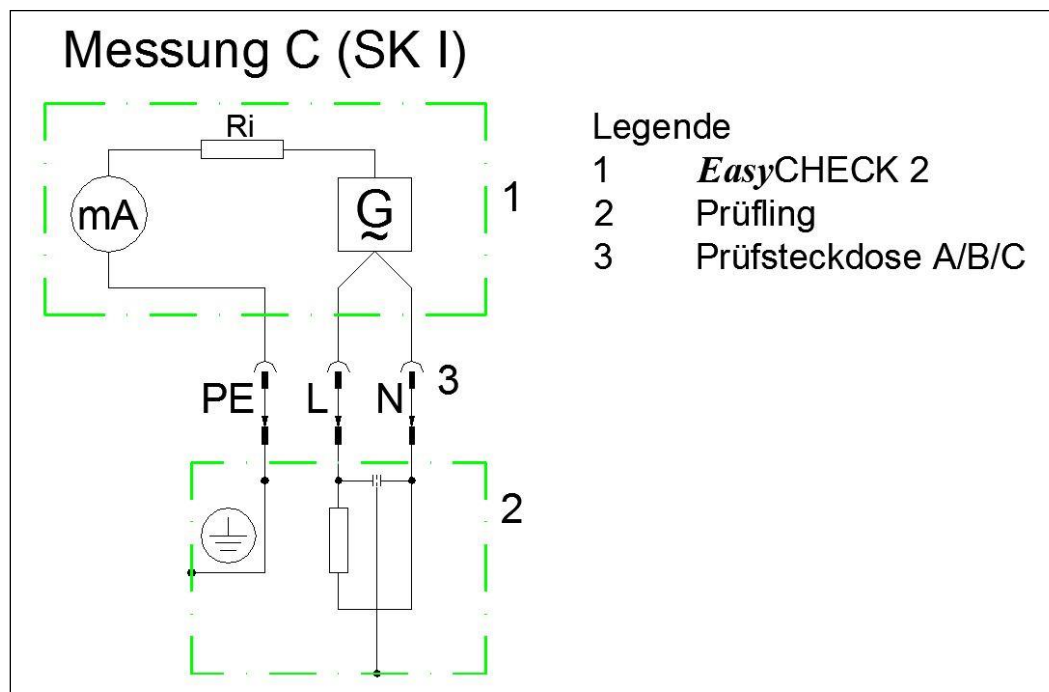 Messung C (SK I)
Ri
mA
G
~
1
PE L N 3
2
Legende
1 EasyCHECK 2
2 Prüfling
3 Prüfsteckdose A/B/C